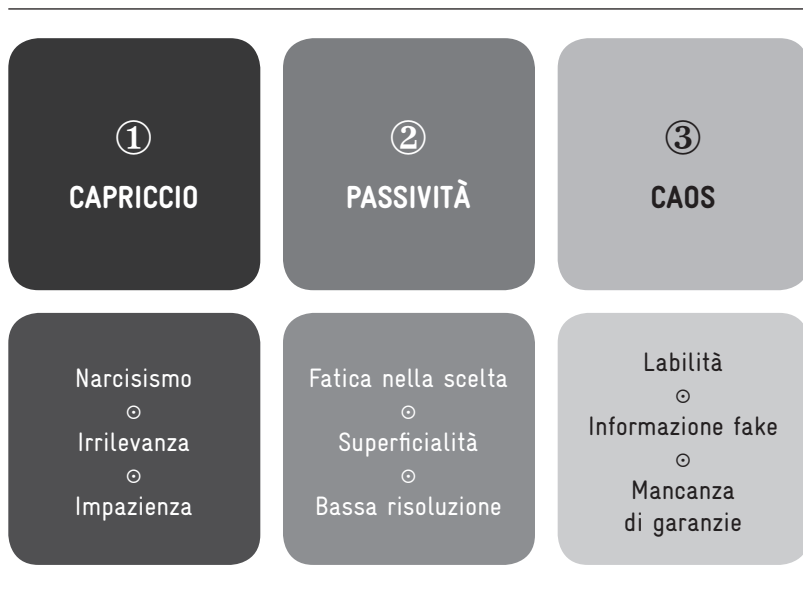 ①
CAPRICCIO
Narcisismo
⊙
Irrilevanza
⊙
Impazienza
②
PASSIVITÀ
Fatica nella scelta
⊙
Superficialità
⊙
Bassa risoluzione
③
CAOS
Labilità
⊙
Informazione fake
⊙
Mancanza
di garanzie